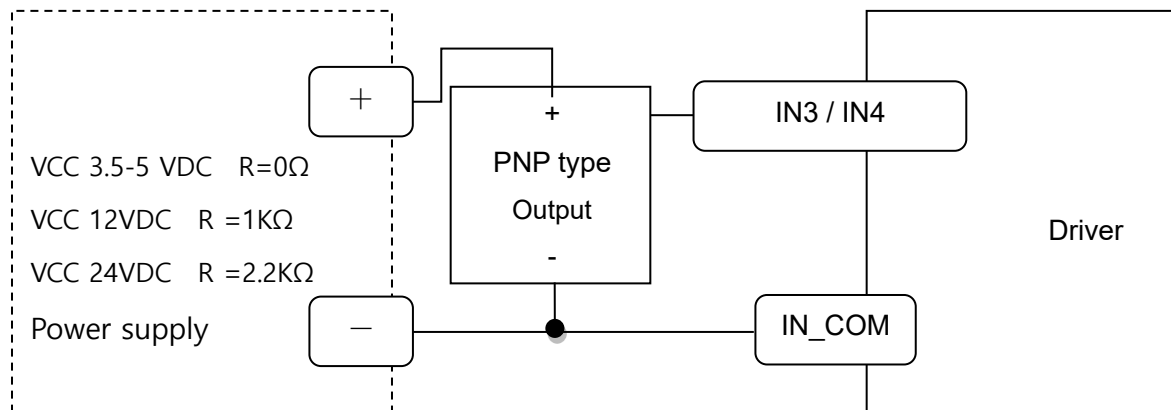 +
+
IN3 / IN4
PNP type
Output
-
VCC 3.5-5 VDC R=0Ω
VCC 12VDC R =1KΩ
VCC 24VDC R =2.2KΩ
Power supply
−
IN_COM
Driver